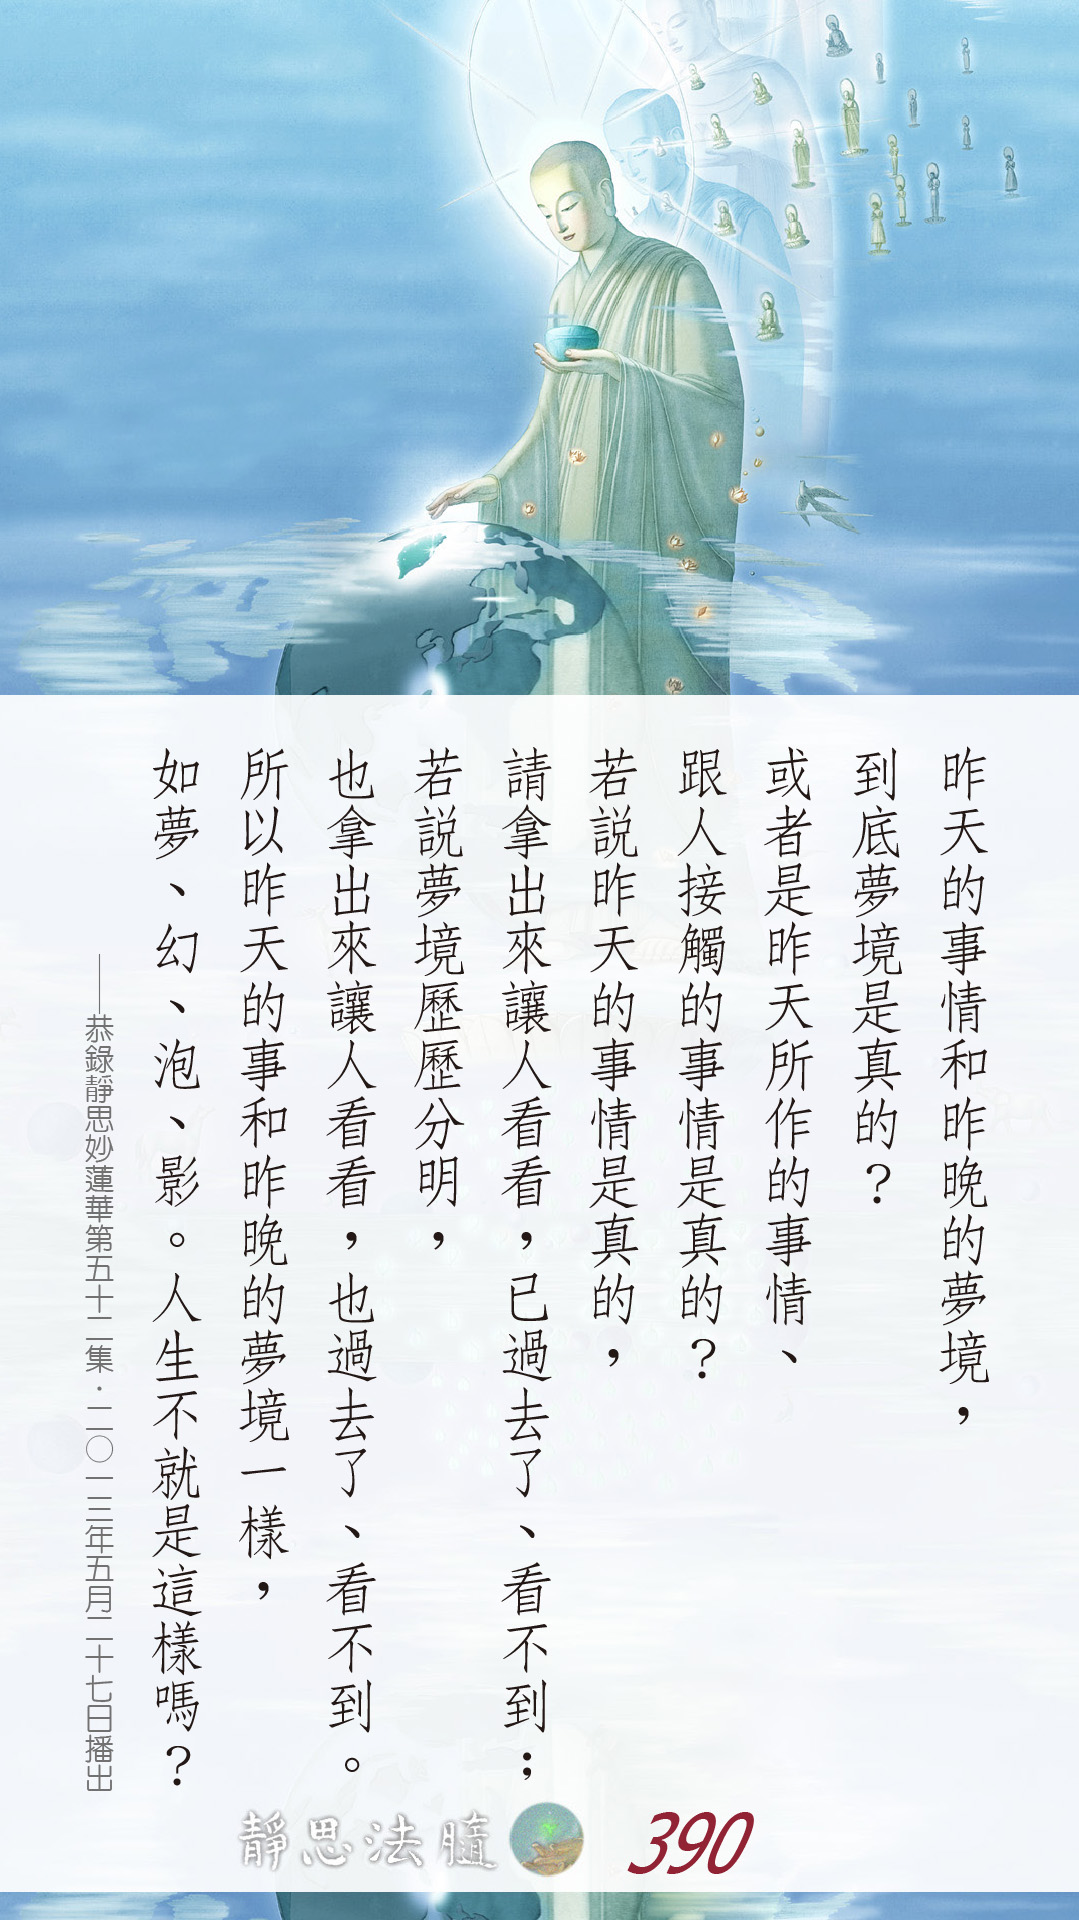 昨天的事情和昨晚的夢境，
到底夢境是真的？
或者是昨天所作的事情、
跟人接觸的事情是真的？
若説昨天的事情是真的，
請拿出來讓人看看，已過去了、看不到；
若説夢境歷歷分明，
也拿出來讓人看看，也過去了、看不到。
所以昨天的事和昨晚的夢境一樣，
如夢、幻、泡、影。人生不就是這樣嗎？
——恭錄靜思妙蓮華第五十二集．二〇一三年五月二十七日播出
靜思法髓
390